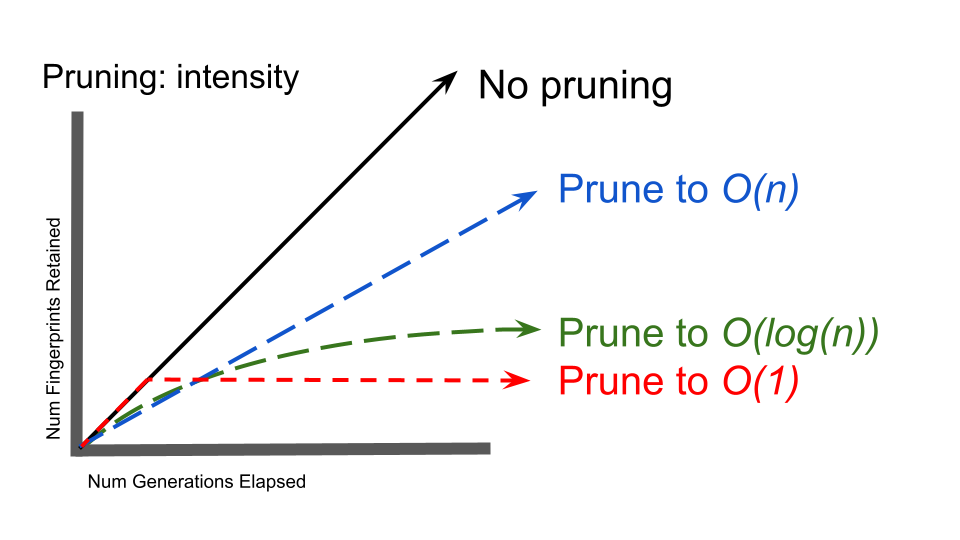 Pruning: intensity
No pruning
Prune to O(n)
Prune to O(log(n))
Prune to O(1)
Num Fingerprints Retained
Num Generations Elapsed